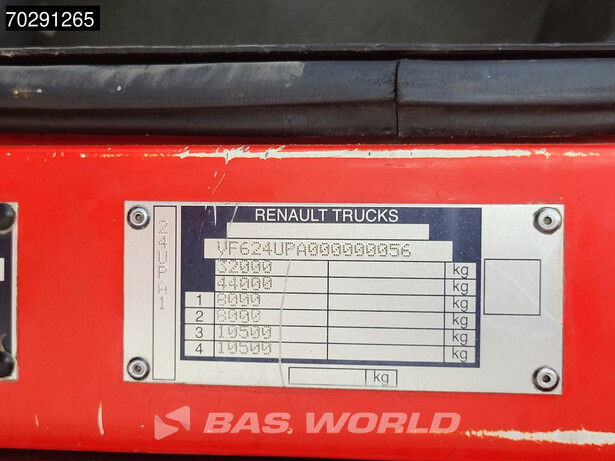 70291265
RENAULT TRUCKS
VF624UPA000000056
24UPA1
32000 kg
44000 kg
1 8000 kg
2 8000 kg
3 10500 kg
4 10500 kg
kg
BAS WORLD